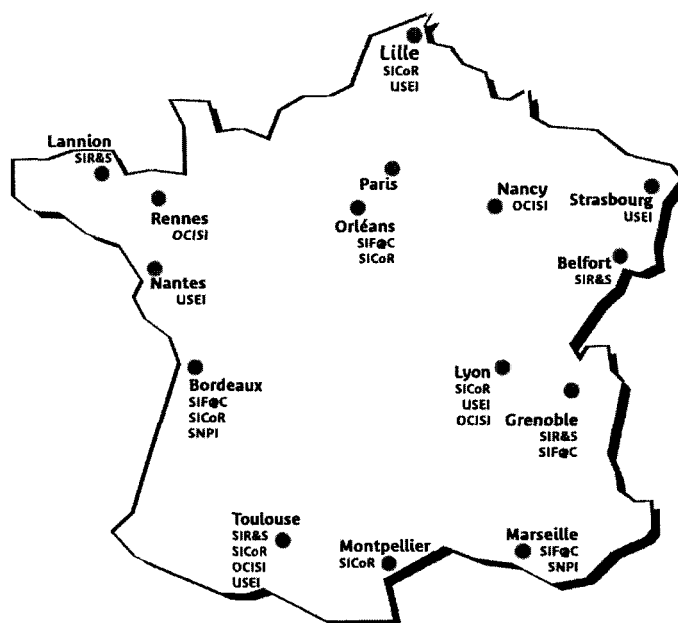 Lille
SICoR
USEI
Lannion
SIR&S
Paris
Rennes
OCISI
Orléans
SIF@C
SICoR
Nancy
OCISI
Strasbourg
USEI
Nantes
USEI
Belfort
SIR&S
Bordeaux
SIF@C
SICoR
SNPI
Lyon
SICoR
USEI
OCISI
Grenoble
SIR&S
SIF@C
Toulouse
SIR&S
SICoR
OCISI
USEI
Montpellier
SICoR
Marseille
SIF@C
SNPI